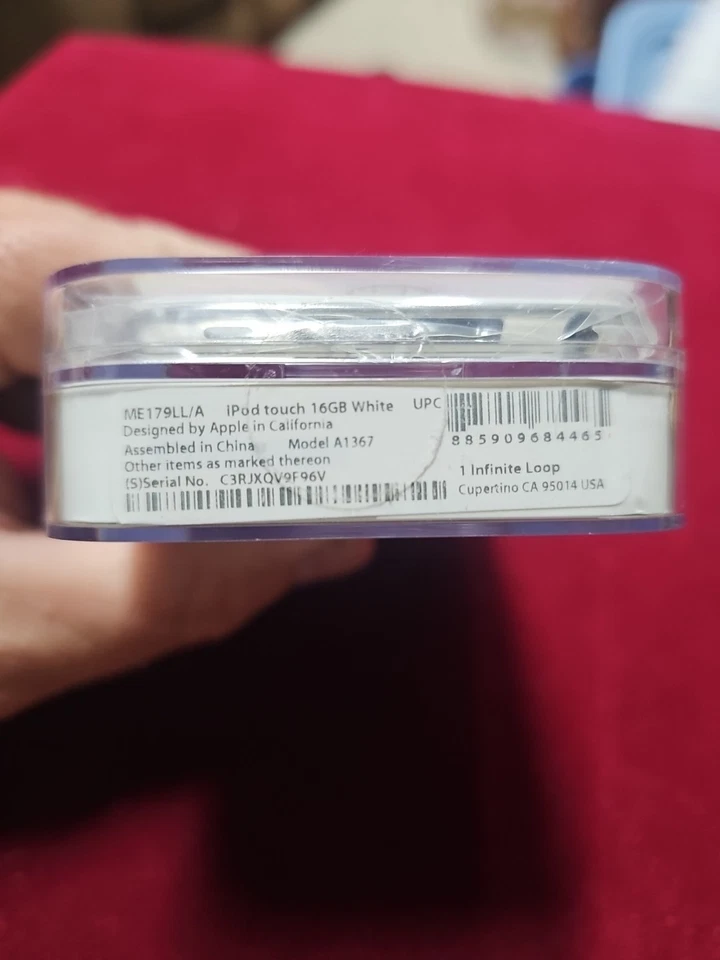 ME179LL/A iPod touch 16GB White UPC
Designed by Apple in California
Assembled in China Model A1367
Other items as marked thereon
(S)Serial No. C3RJXQV9F96V
885909684465
1 Infinite Loop
Cupertino CA 95014 USA